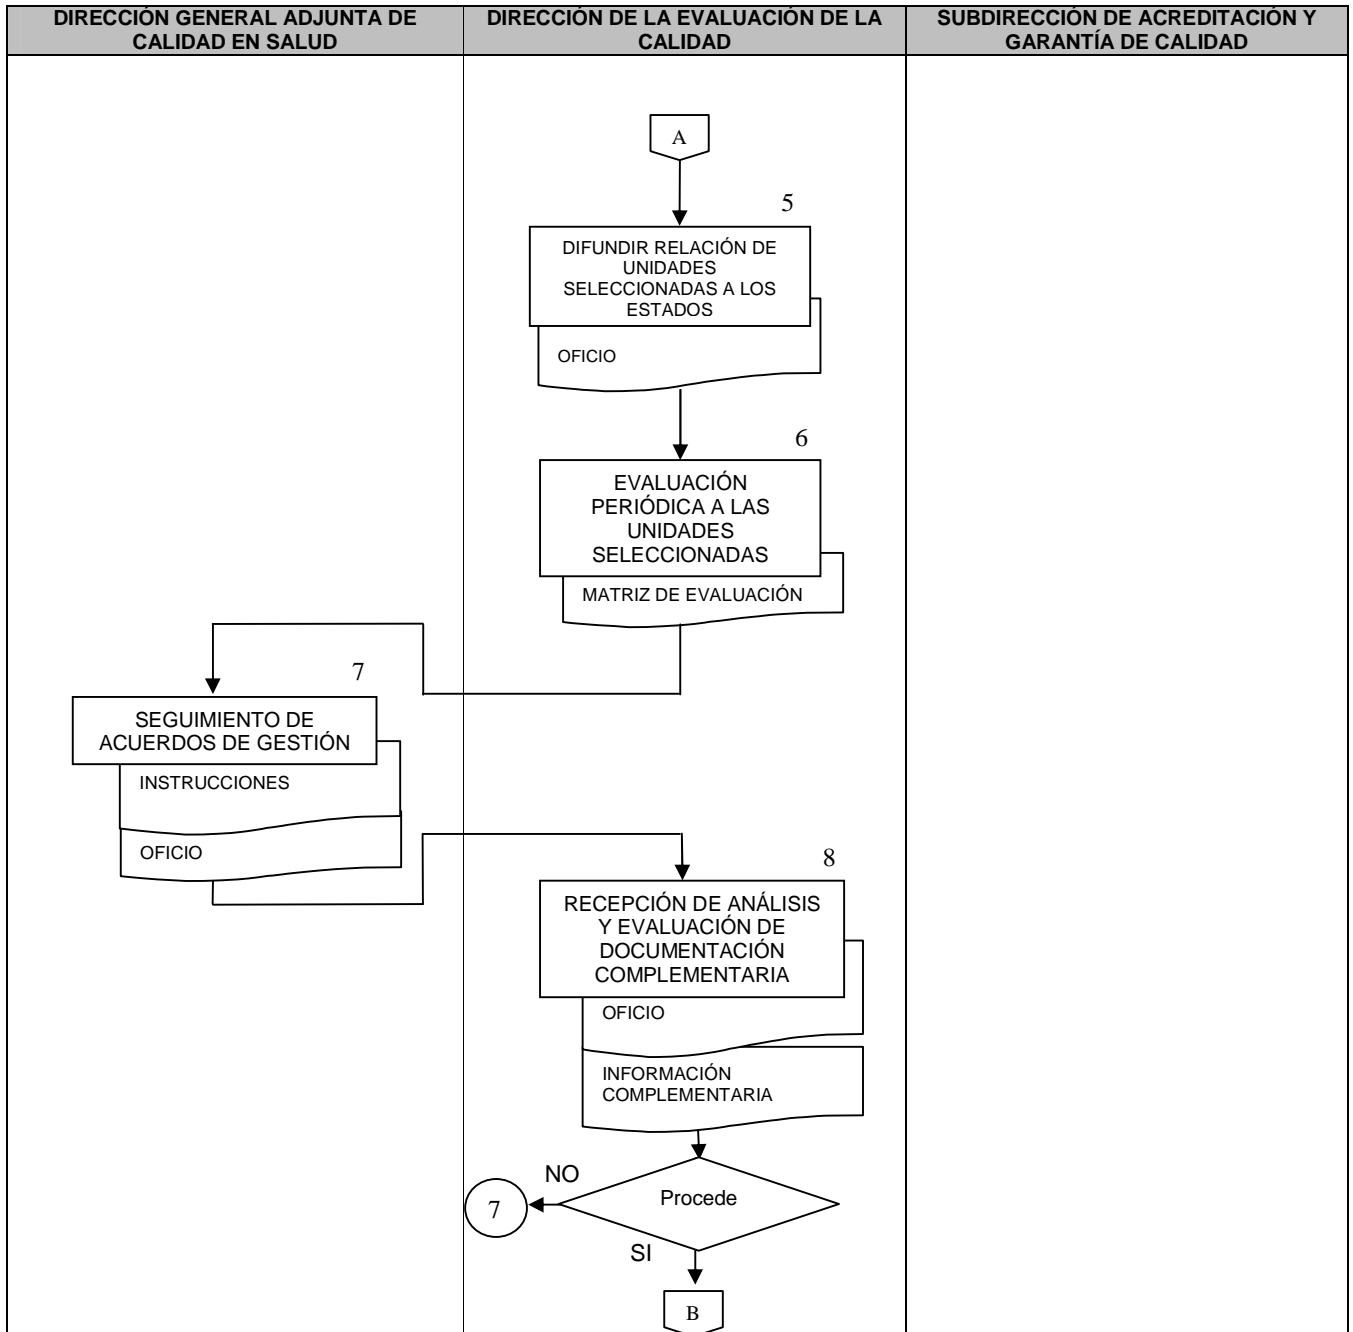 DIRECCIÓN GENERAL ADJUNTA DE
CALIDAD EN SALUD
DIRECCIÓN DE LA EVALUACIÓN DE LA
CALIDAD
SUBDIRECCIÓN DE ACREDITACIÓN Y
GARANTÍA DE CALIDAD
A
5
DIFUNDIR RELACIÓN DE
UNIDADES
SELECCIONADAS A LOS
ESTADOS
OFICIO
6
EVALUACIÓN
PERIÓDICA A LAS
UNIDADES
SELECCIONADAS
MATRIZ DE EVALUACIÓN
7
SEGUIMIENTO DE
ACUERDOS DE GESTIÓN
INSTRUCCIONES
OFICIO
8
RECEPCIÓN DE ANÁLISIS
Y EVALUACIÓN DE
DOCUMENTACIÓN
COMPLEMENTARIA
OFICIO
INFORMACIÓN
COMPLEMENTARIA
NO
7
Procede
SI
B